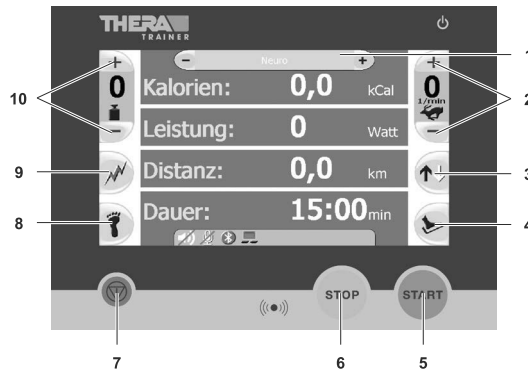 THERA
TRAINER
− Neuro +
+ 0 −
+ 0 1/min −
Kalorien: 0,0 kCal
Leistung: 0 Watt
Distanz: 0,0 km
Dauer: 15:00 min
STOP
START
1
2
3
4
5
6
7
8
9
10